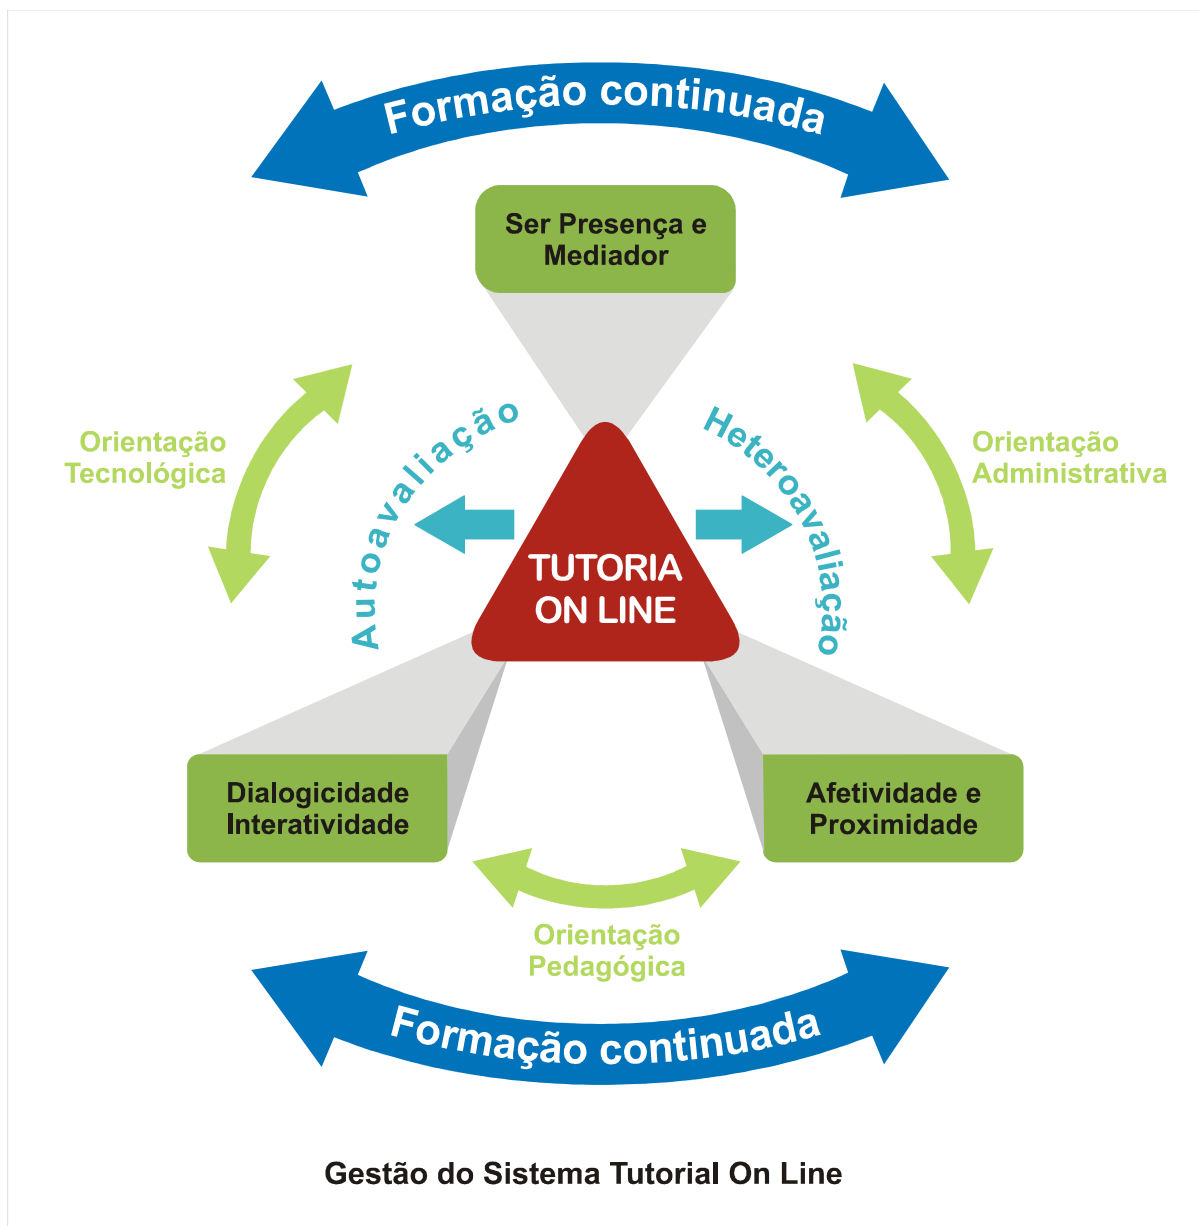 Formação continuada
Ser Presença e
Mediador
Orientação
Tecnológica
Autoavaliação
Heteroavaliação
Orientação
Administrativa
TUTORIA
ON LINE
Dialogicidade
Interatividade
Afetividade e
Proximidade
Orientação
Pedagógica
Formação continuada
Gestão do Sistema Tutorial On Line